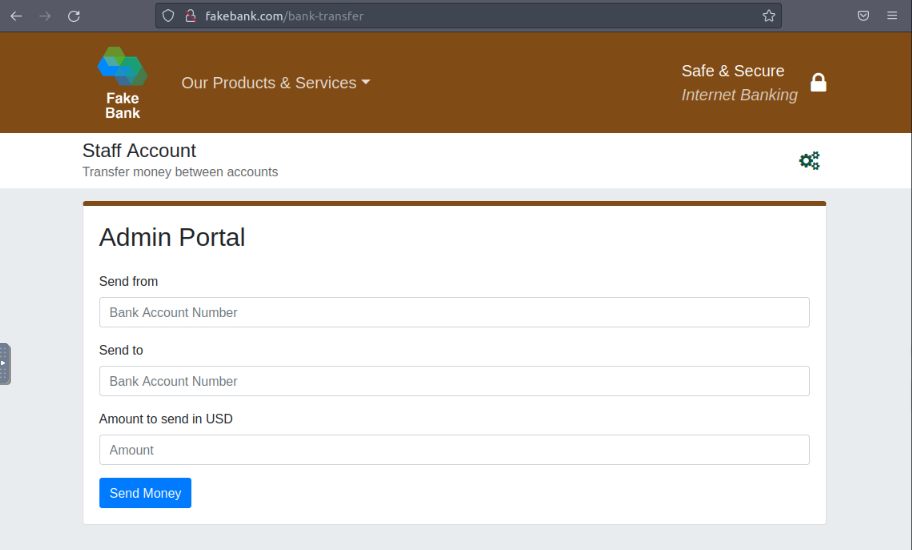 fakebank.com/bank-transfer
Fake
Bank
Our Products & Services
Safe & Secure
Internet Banking
Staff Account
Transfer money between accounts
Admin Portal
Send from
Bank Account Number
Send to
Bank Account Number
Amount to send in USD
Amount
Send Money